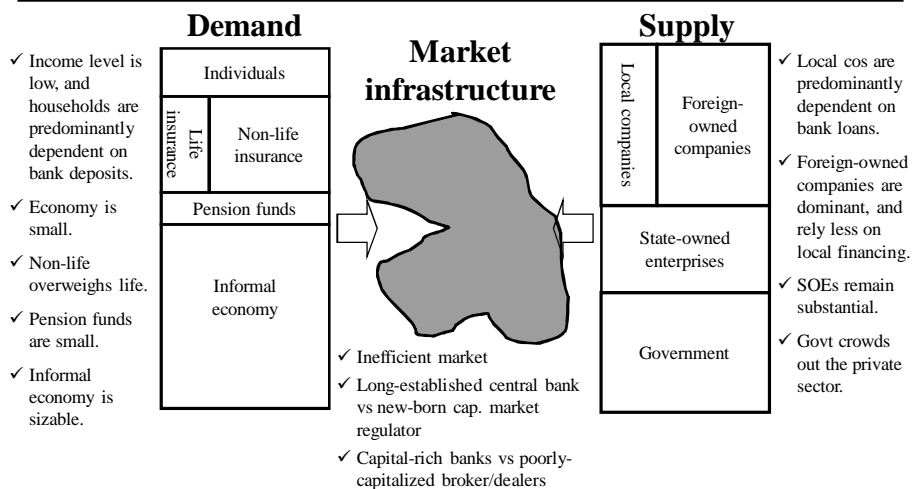 Demand
Supply
Market
infrastructure
✓ Income level is
low, and
households are
predominantly
dependent on
bank deposits.
✓ Economy is
small.
✓ Non-life
overweighs life.
✓ Pension funds
are small.
✓ Informal
economy is
sizable.
Individuals
Life
insurance
Non-life
insurance
Pension funds
Informal
economy
✓ Inefficient market
✓ Long-established central bank
vs new-born cap. market
regulator
✓ Capital-rich banks vs poorly-
capitalized broker/dealers
Local companies
Foreign-
owned
companies
State-owned
enterprises
Government
✓ Local cos are
predominantly
dependent on
bank loans.
✓ Foreign-owned
companies are
dominant, and
rely less on
local financing.
✓ SOEs remain
substantial.
✓ Govt crowds
out the private
sector.